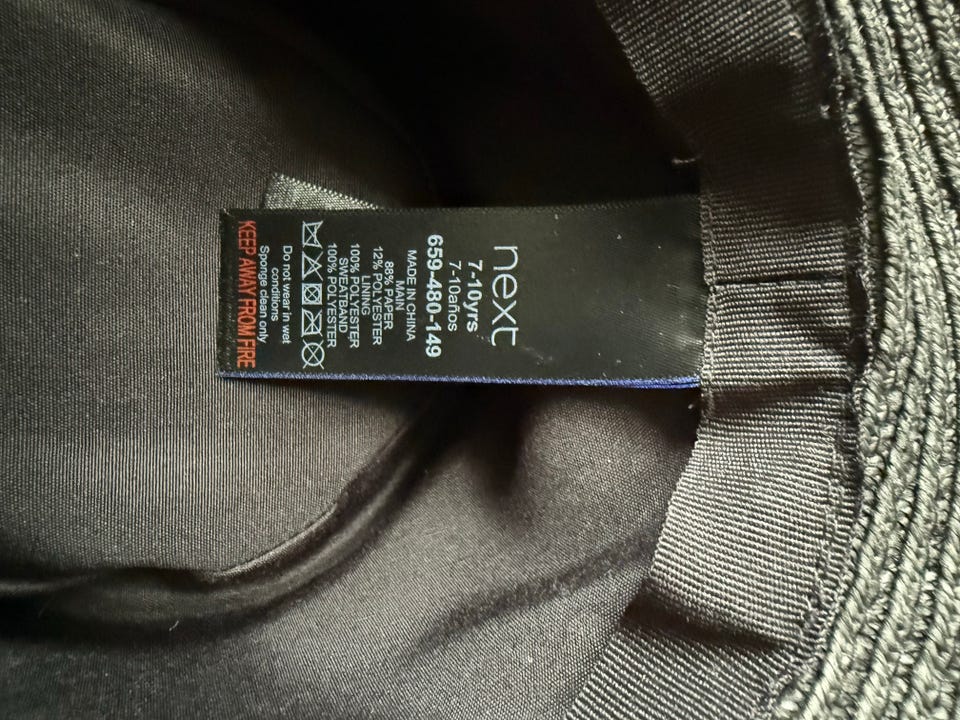 next
7-10yrs
7-10años
659-480-149
MADE IN CHINA
MAIN
88% PAPER
12% POLYESTER
LINING
100% POLYESTER
SWEATBAND
100% POLYESTER
Do not wear in wet
conditions
Sponge clean only
KEEP AWAY FROM FIRE